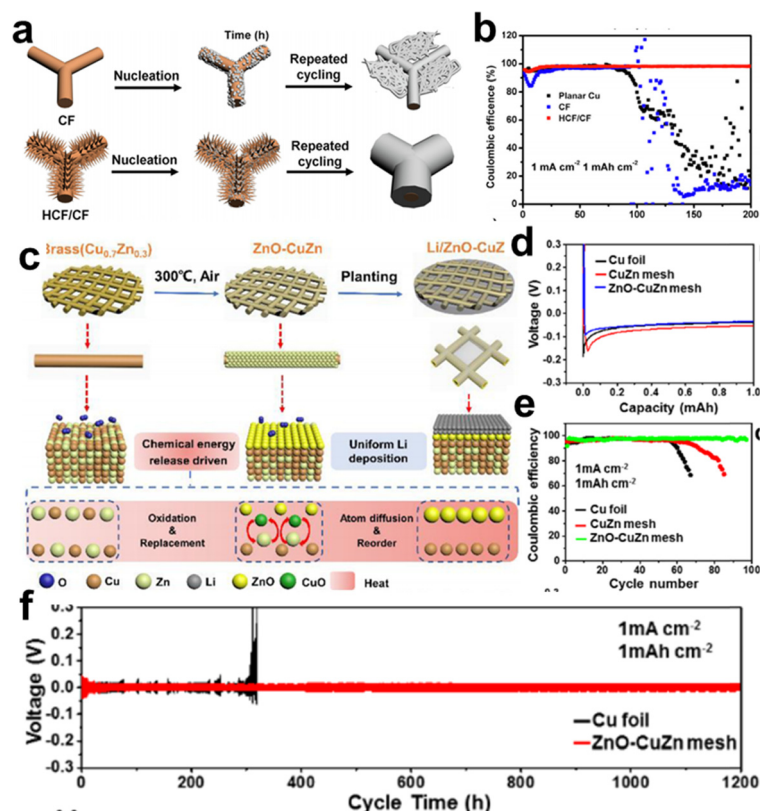 a
Time (h)
Nucleation
Repeated
cycling
CF
Nucleation
Repeated
cycling
HCF/CF
b
Coulombic efficence (%)
120
100
80
60
40
20
0
Planar Cu
CF
HCF/CF
1 mA cm-2 1 mAh cm-2
0
50
100
150
200
c
Brass(Cu0.7Zn0.3)
300℃, Air
ZnO-CuZn
Planting
Li/ZnO-CuZ
Chemical energy
release driven
Uniform Li
deposition
Oxidation
&
Replacement
Atom diffusion
&
Reorder
O
Cu
Zn
Li
ZnO
CuO
Heat
d
Voltage (V)
0.3
0.2
0.1
0.0
-0.1
-0.2
-0.3
Cu foil
CuZn mesh
ZnO-CuZn mesh
0.0
0.2
0.4
0.6
0.8
1.0
Capacity (mAh)
e
Coulombic efficiency
100
80
60
40
20
0
1mA cm-2
1mAh cm-2
Cu foil
CuZn mesh
ZnO-CuZn mesh
0
20
40
60
80
100
Cycle number
f
Voltage (V)
0.3
0.2
0.1
0.0
-0.1
-0.2
-0.3
1mA cm-2
1mAh cm-2
Cu foil
ZnO-CuZn mesh
0
200
400
600
800
1000
1200
Cycle Time (h)